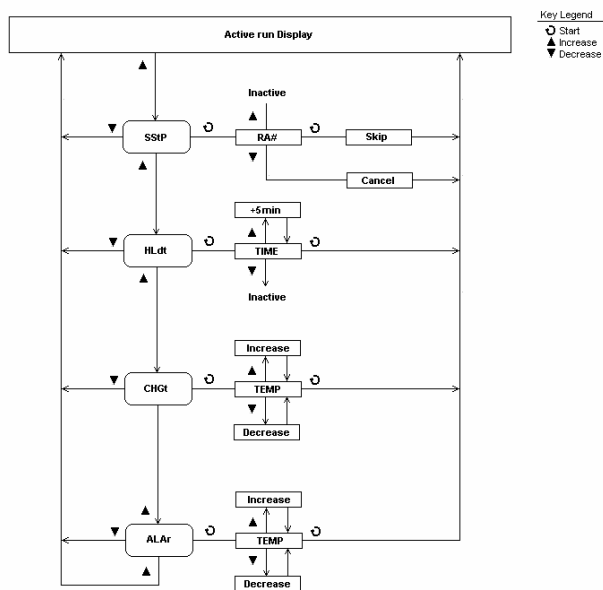 Key Legend
Start
Increase
Decrease
Active run Display
Inactive
SStP
RA#
Skip
Cancel
+5min
HLdt
TIME
Inactive
Increase
CHGt
TEMP
Decrease
Increase
ALAr
TEMP
Decrease